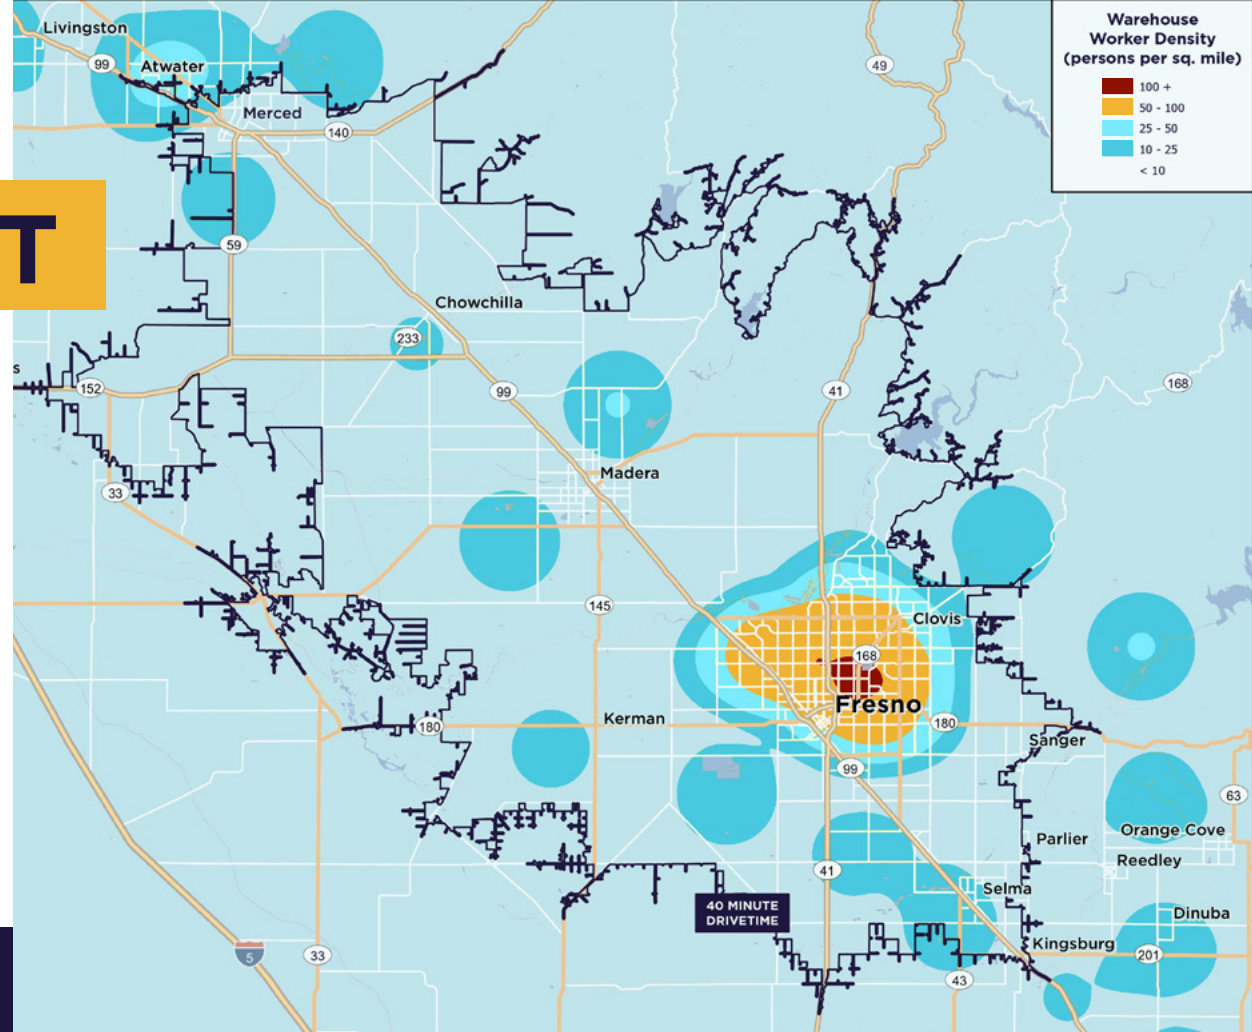 Warehouse
Worker Density
(persons per sq. mile)
100 +
50 - 100
25 - 50
10 - 25
< 10
Livingston
99
Atwater
49
Merced
140
T
59
Chowchilla
233
s
152
99
41
168
Madera
33
145
Clovis
168
Fresno
Kerman
180
180
Sanger
99
63
Orange Cove
Parlier
Reedley
41
Selma
40 MINUTE
DRIVETIME
Dinuba
Kingsburg
5
33
201
43